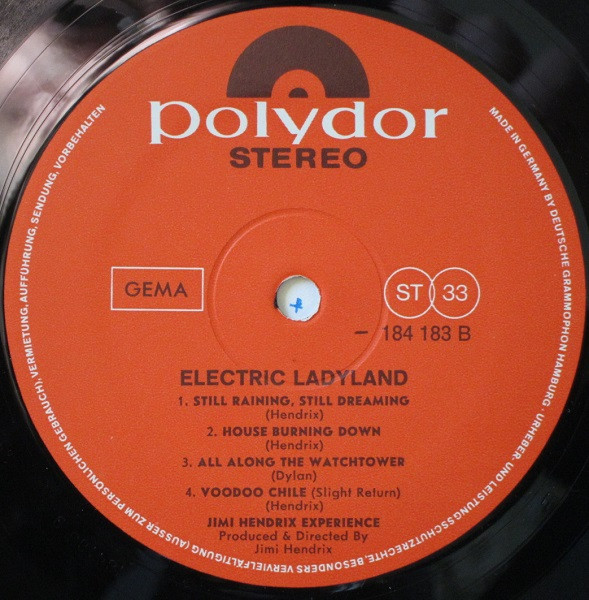 polydor
STEREO
GEMA
ST 33
- 184 183 B
ELECTRIC LADYLAND
1. STILL RAINING, STILL DREAMING
(Hendrix)
2. HOUSE BURNING DOWN
(Hendrix)
3. ALL ALONG THE WATCHTOWER
(Dylan)
4. VOODOO CHILE (Slight Return)
(Hendrix)
JIMI HENDRIX EXPERIENCE
Produced & Directed By
Jimi Hendrix
MADE IN GERMANY BY DEUTSCHE GRAMMOPHON HAMBURG · URHEBER- UND LEISTUNGSSCHUTZRECHTE, BESONDERS VERVIELFÄLTIGUNG (AUSSER ZUM PERSÖNLICHEN GEBRAUCH), VERMIETUNG, AUFFÜHRUNG, SENDUNG, VORBEHALTEN